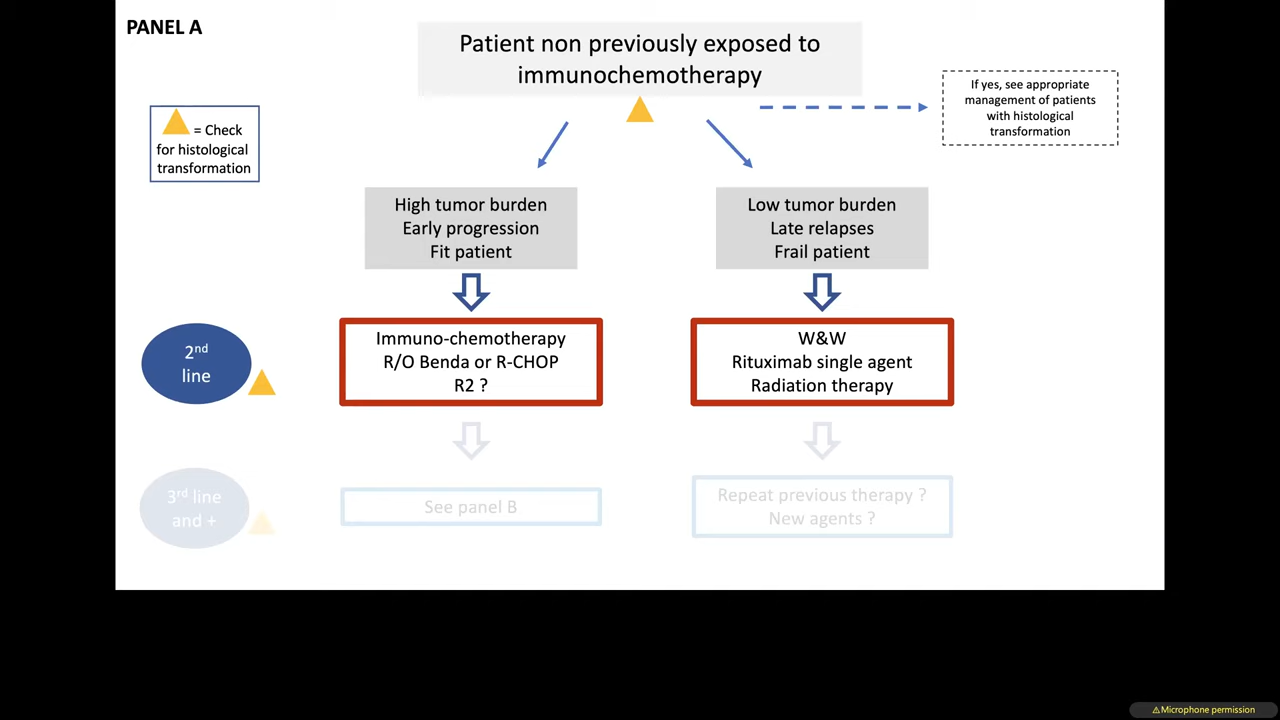 PANEL A
Patient non previously exposed to
immunochemotherapy
If yes, see appropriate
management of patients
with histological
transformation
= Check
for histological
transformation
High tumor burden
Early progression
Fit patient
Low tumor burden
Late relapses
Frail patient
2nd
line
Immuno-chemotherapy
R/O Benda or R-CHOP
R2 ?
W&W
Rituximab single agent
Radiation therapy
3rd line
and +
See panel B
Repeat previous therapy ?
New agents ?
⚠Microphone permission